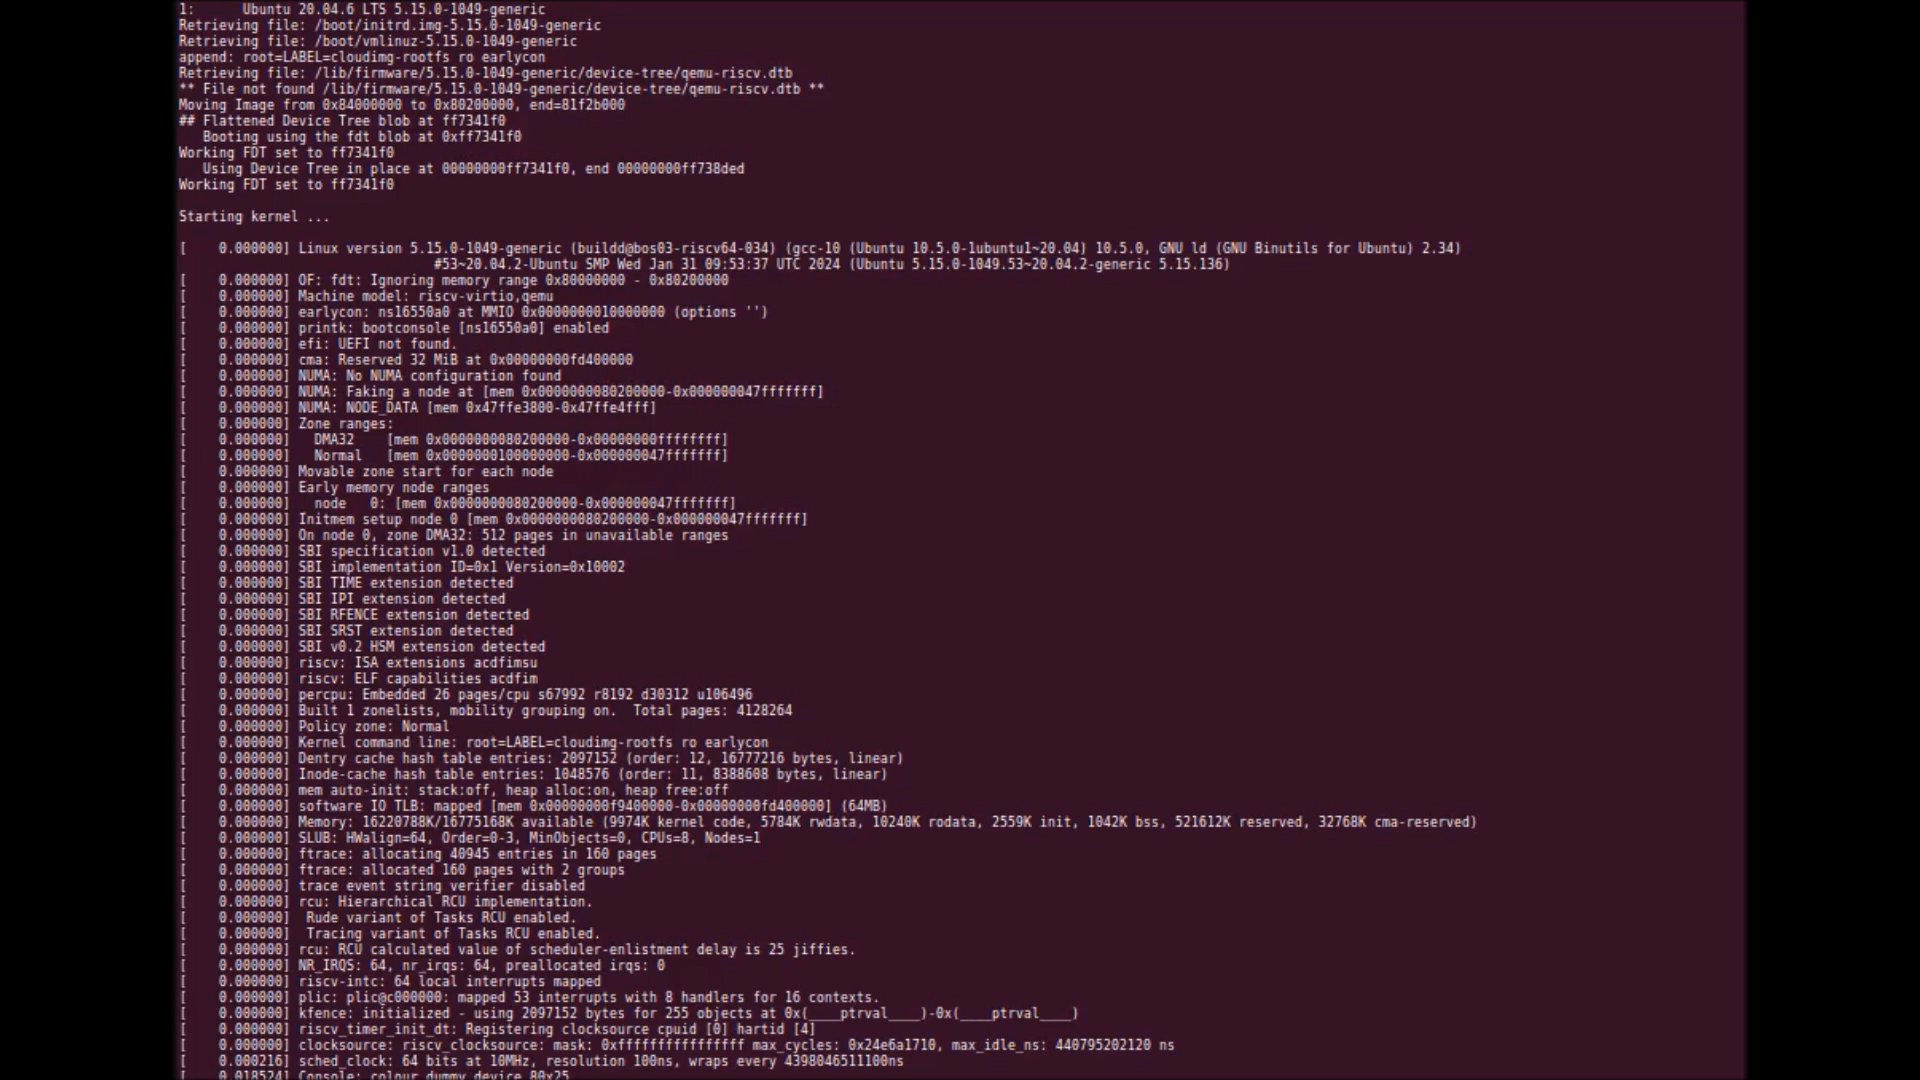 1:      Ubuntu 20.04.6 LTS 5.15.0-1049-generic
Retrieving file: /boot/initrd.img-5.15.0-1049-generic
Retrieving file: /boot/vmlinuz-5.15.0-1049-generic
append: root=LABEL=cloudimg-rootfs ro earlycon
Retrieving file: /lib/firmware/5.15.0-1049-generic/device-tree/qemu-riscv.dtb
** File not found /lib/firmware/5.15.0-1049-generic/device-tree/qemu-riscv.dtb **
Moving Image from 0x84000000 to 0x80200000, end=81f2b000
## Flattened Device Tree blob at ff7341f0
   Booting using the fdt blob at 0xff7341f0
Working FDT set to ff7341f0
   Using Device Tree in place at 00000000ff7341f0, end 00000000ff738ded
Working FDT set to ff7341f0
Starting kernel ...
[    0.000000] Linux version 5.15.0-1049-generic (buildd@bos03-riscv64-034) (gcc-10 (Ubuntu 10.5.0-1ubuntu1~20.04) 10.5.0, GNU ld (GNU Binutils for Ubuntu) 2.34)
#53~20.04.2-Ubuntu SMP Wed Jan 31 09:53:37 UTC 2024 (Ubuntu 5.15.0-1049.53~20.04.2-generic 5.15.136)
[    0.000000] OF: fdt: Ignoring memory range 0x80000000 - 0x80200000
[    0.000000] Machine model: riscv-virtio,qemu
[    0.000000] earlycon: ns16550a0 at MMIO 0x0000000010000000 (options '')
[    0.000000] printk: bootconsole [ns16550a0] enabled
[    0.000000] efi: UEFI not found.
[    0.000000] cma: Reserved 32 MiB at 0x00000000fd400000
[    0.000000] NUMA: No NUMA configuration found
[    0.000000] NUMA: Faking a node at [mem 0x0000000080200000-0x000000047fffffff]
[    0.000000] NUMA: NODE_DATA [mem 0x47ffe3800-0x47ffe4fff]
[    0.000000] Zone ranges:
[    0.000000]   DMA32    [mem 0x0000000080200000-0x00000000ffffffff]
[    0.000000]   Normal   [mem 0x0000000100000000-0x000000047fffffff]
[    0.000000] Movable zone start for each node
[    0.000000] Early memory node ranges
[    0.000000]   node   0: [mem 0x0000000080200000-0x000000047fffffff]
[    0.000000] Initmem setup node 0 [mem 0x0000000080200000-0x000000047fffffff]
[    0.000000] On node 0, zone DMA32: 512 pages in unavailable ranges
[    0.000000] SBI specification v1.0 detected
[    0.000000] SBI implementation ID=0x1 Version=0x10002
[    0.000000] SBI TIME extension detected
[    0.000000] SBI IPI extension detected
[    0.000000] SBI RFENCE extension detected
[    0.000000] SBI SRST extension detected
[    0.000000] SBI v0.2 HSM extension detected
[    0.000000] riscv: ISA extensions acdfimsu
[    0.000000] riscv: ELF capabilities acdfim
[    0.000000] percpu: Embedded 26 pages/cpu s67992 r8192 d30312 u106496
[    0.000000] Built 1 zonelists, mobility grouping on.  Total pages: 4128264
[    0.000000] Policy zone: Normal
[    0.000000] Kernel command line: root=LABEL=cloudimg-rootfs ro earlycon
[    0.000000] Dentry cache hash table entries: 2097152 (order: 12, 16777216 bytes, linear)
[    0.000000] Inode-cache hash table entries: 1048576 (order: 11, 8388608 bytes, linear)
[    0.000000] mem auto-init: stack:off, heap alloc:on, heap free:off
[    0.000000] software IO TLB: mapped [mem 0x00000000f9400000-0x00000000fd400000] (64MB)
[    0.000000] Memory: 16220788K/16775168K available (9974K kernel code, 5784K rwdata, 10240K rodata, 2559K init, 1042K bss, 521612K reserved, 32768K cma-reserved)
[    0.000000] SLUB: HWalign=64, Order=0-3, MinObjects=0, CPUs=8, Nodes=1
[    0.000000] ftrace: allocating 40945 entries in 160 pages
[    0.000000] ftrace: allocated 160 pages with 2 groups
[    0.000000] trace event string verifier disabled
[    0.000000] rcu: Hierarchical RCU implementation.
[    0.000000]  Rude variant of Tasks RCU enabled.
[    0.000000]  Tracing variant of Tasks RCU enabled.
[    0.000000] rcu: RCU calculated value of scheduler-enlistment delay is 25 jiffies.
[    0.000000] NR_IRQS: 64, nr_irqs: 64, preallocated irqs: 0
[    0.000000] riscv-intc: 64 local interrupts mapped
[    0.000000] plic: plic@c000000: mapped 53 interrupts with 8 handlers for 16 contexts.
[    0.000000] kfence: initialized - using 2097152 bytes for 255 objects at 0x(____ptrval____)-0x(____ptrval____)
[    0.000000] riscv_timer_init_dt: Registering clocksource cpuid [0] hartid [4]
[    0.000000] clocksource: riscv_clocksource: mask: 0xffffffffffffffff max_cycles: 0x24e6a1710, max_idle_ns: 440795202120 ns
[    0.000216] sched_clock: 64 bits at 10MHz, resolution 100ns, wraps every 4398046511100ns
[    0.018524] Console: colour dummy device 80x25